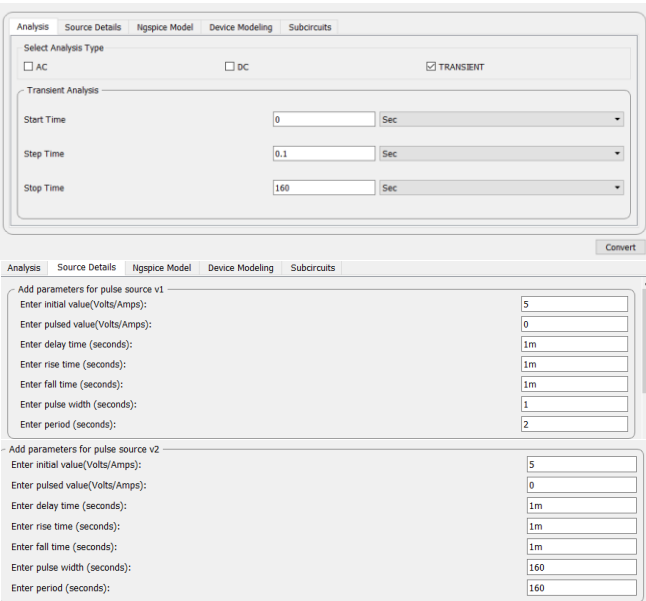 Analysis Source Details Ngspice Model Device Modeling Subcircuits
Select Analysis Type
AC DC TRANSIENT
Transient Analysis
Start Time 0 Sec
Step Time 0.1 Sec
Stop Time 160 Sec
Convert
Analysis Source Details Ngspice Model Device Modeling Subcircuits
Add parameters for pulse source v1
Enter initial value(Volts/Amps): 5
Enter pulsed value(Volts/Amps): 0
Enter delay time (seconds): 1m
Enter rise time (seconds): 1m
Enter fall time (seconds): 1m
Enter pulse width (seconds): 1
Enter period (seconds): 2
Add parameters for pulse source v2
Enter initial value(Volts/Amps): 5
Enter pulsed value(Volts/Amps): 0
Enter delay time (seconds): 1m
Enter rise time (seconds): 1m
Enter fall time (seconds): 1m
Enter pulse width (seconds): 160
Enter period (seconds): 160